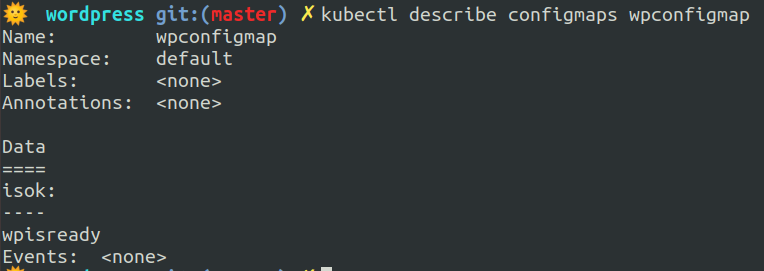 🌞 wordpress git:(master) ✗ kubectl describe configmaps wpconfigmap
Name:         wpconfigmap
Namespace:    default
Labels:       <none>
Annotations:  <none>

Data
====
isok:
----
wpisready
Events:  <none>